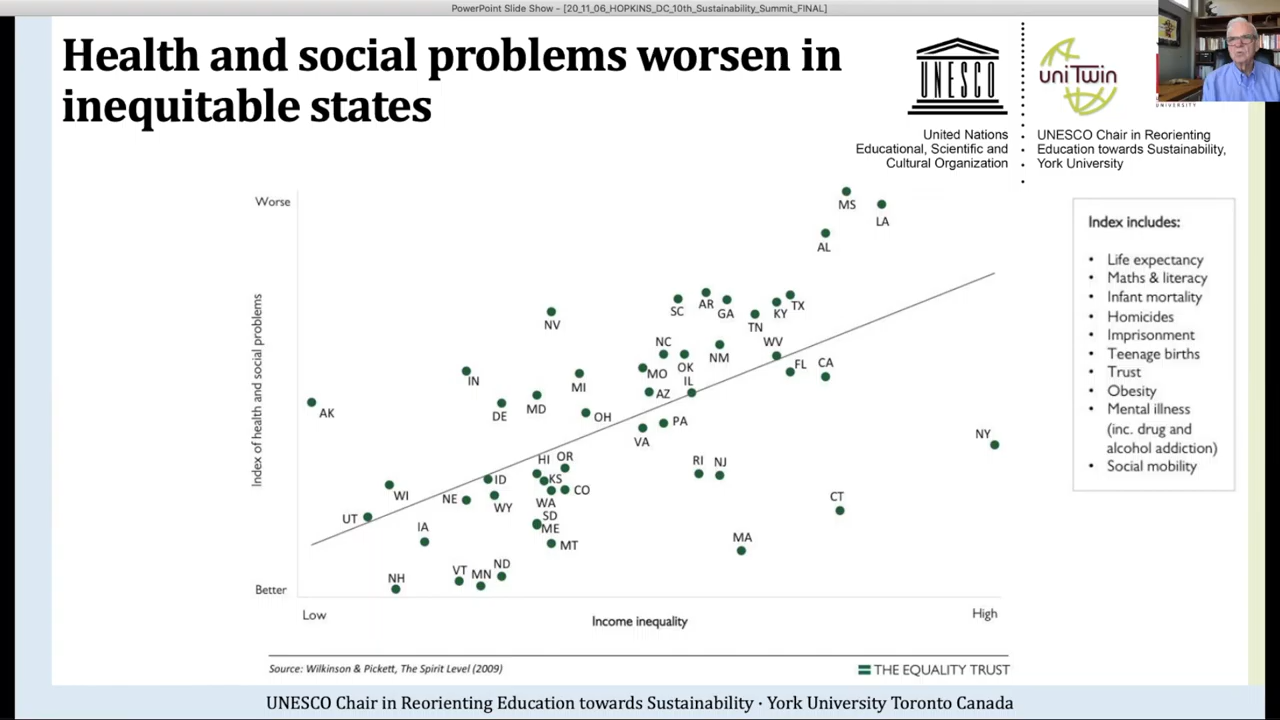 PowerPoint Slide Show - [20_11_06_HOPKINS_DC_10th_Sustainability_Summit_FINAL]
Health and social problems worsen in
inequitable states
UNESCO
uniTwin
UNIVERSITY
United Nations
Educational, Scientific and
Cultural Organization
UNESCO Chair in Reorienting
Education towards Sustainability,
York University
Worse
Index of health and social problems
Better
MS
LA
AL
SC
AR
GA
TX
KY
TN
NV
NC
NM
WV
OK
MO
FL
CA
IN
MI
IL
AZ
AK
DE
MD
OH
PA
VA
NY
HI
OR
RI
NJ
WI
NE
ID
KS
CO
WY
WA
CT
UT
IA
SD
ME
MT
MA
NH
VT
MN
ND
Low
Income inequality
High
Index includes:
• Life expectancy
• Maths & literacy
• Infant mortality
• Homicides
• Imprisonment
• Teenage births
• Trust
• Obesity
• Mental illness
(inc. drug and
alcohol addiction)
• Social mobility
Source: Wilkinson & Pickett, The Spirit Level (2009)
THE EQUALITY TRUST
UNESCO Chair in Reorienting Education towards Sustainability · York University Toronto Canada